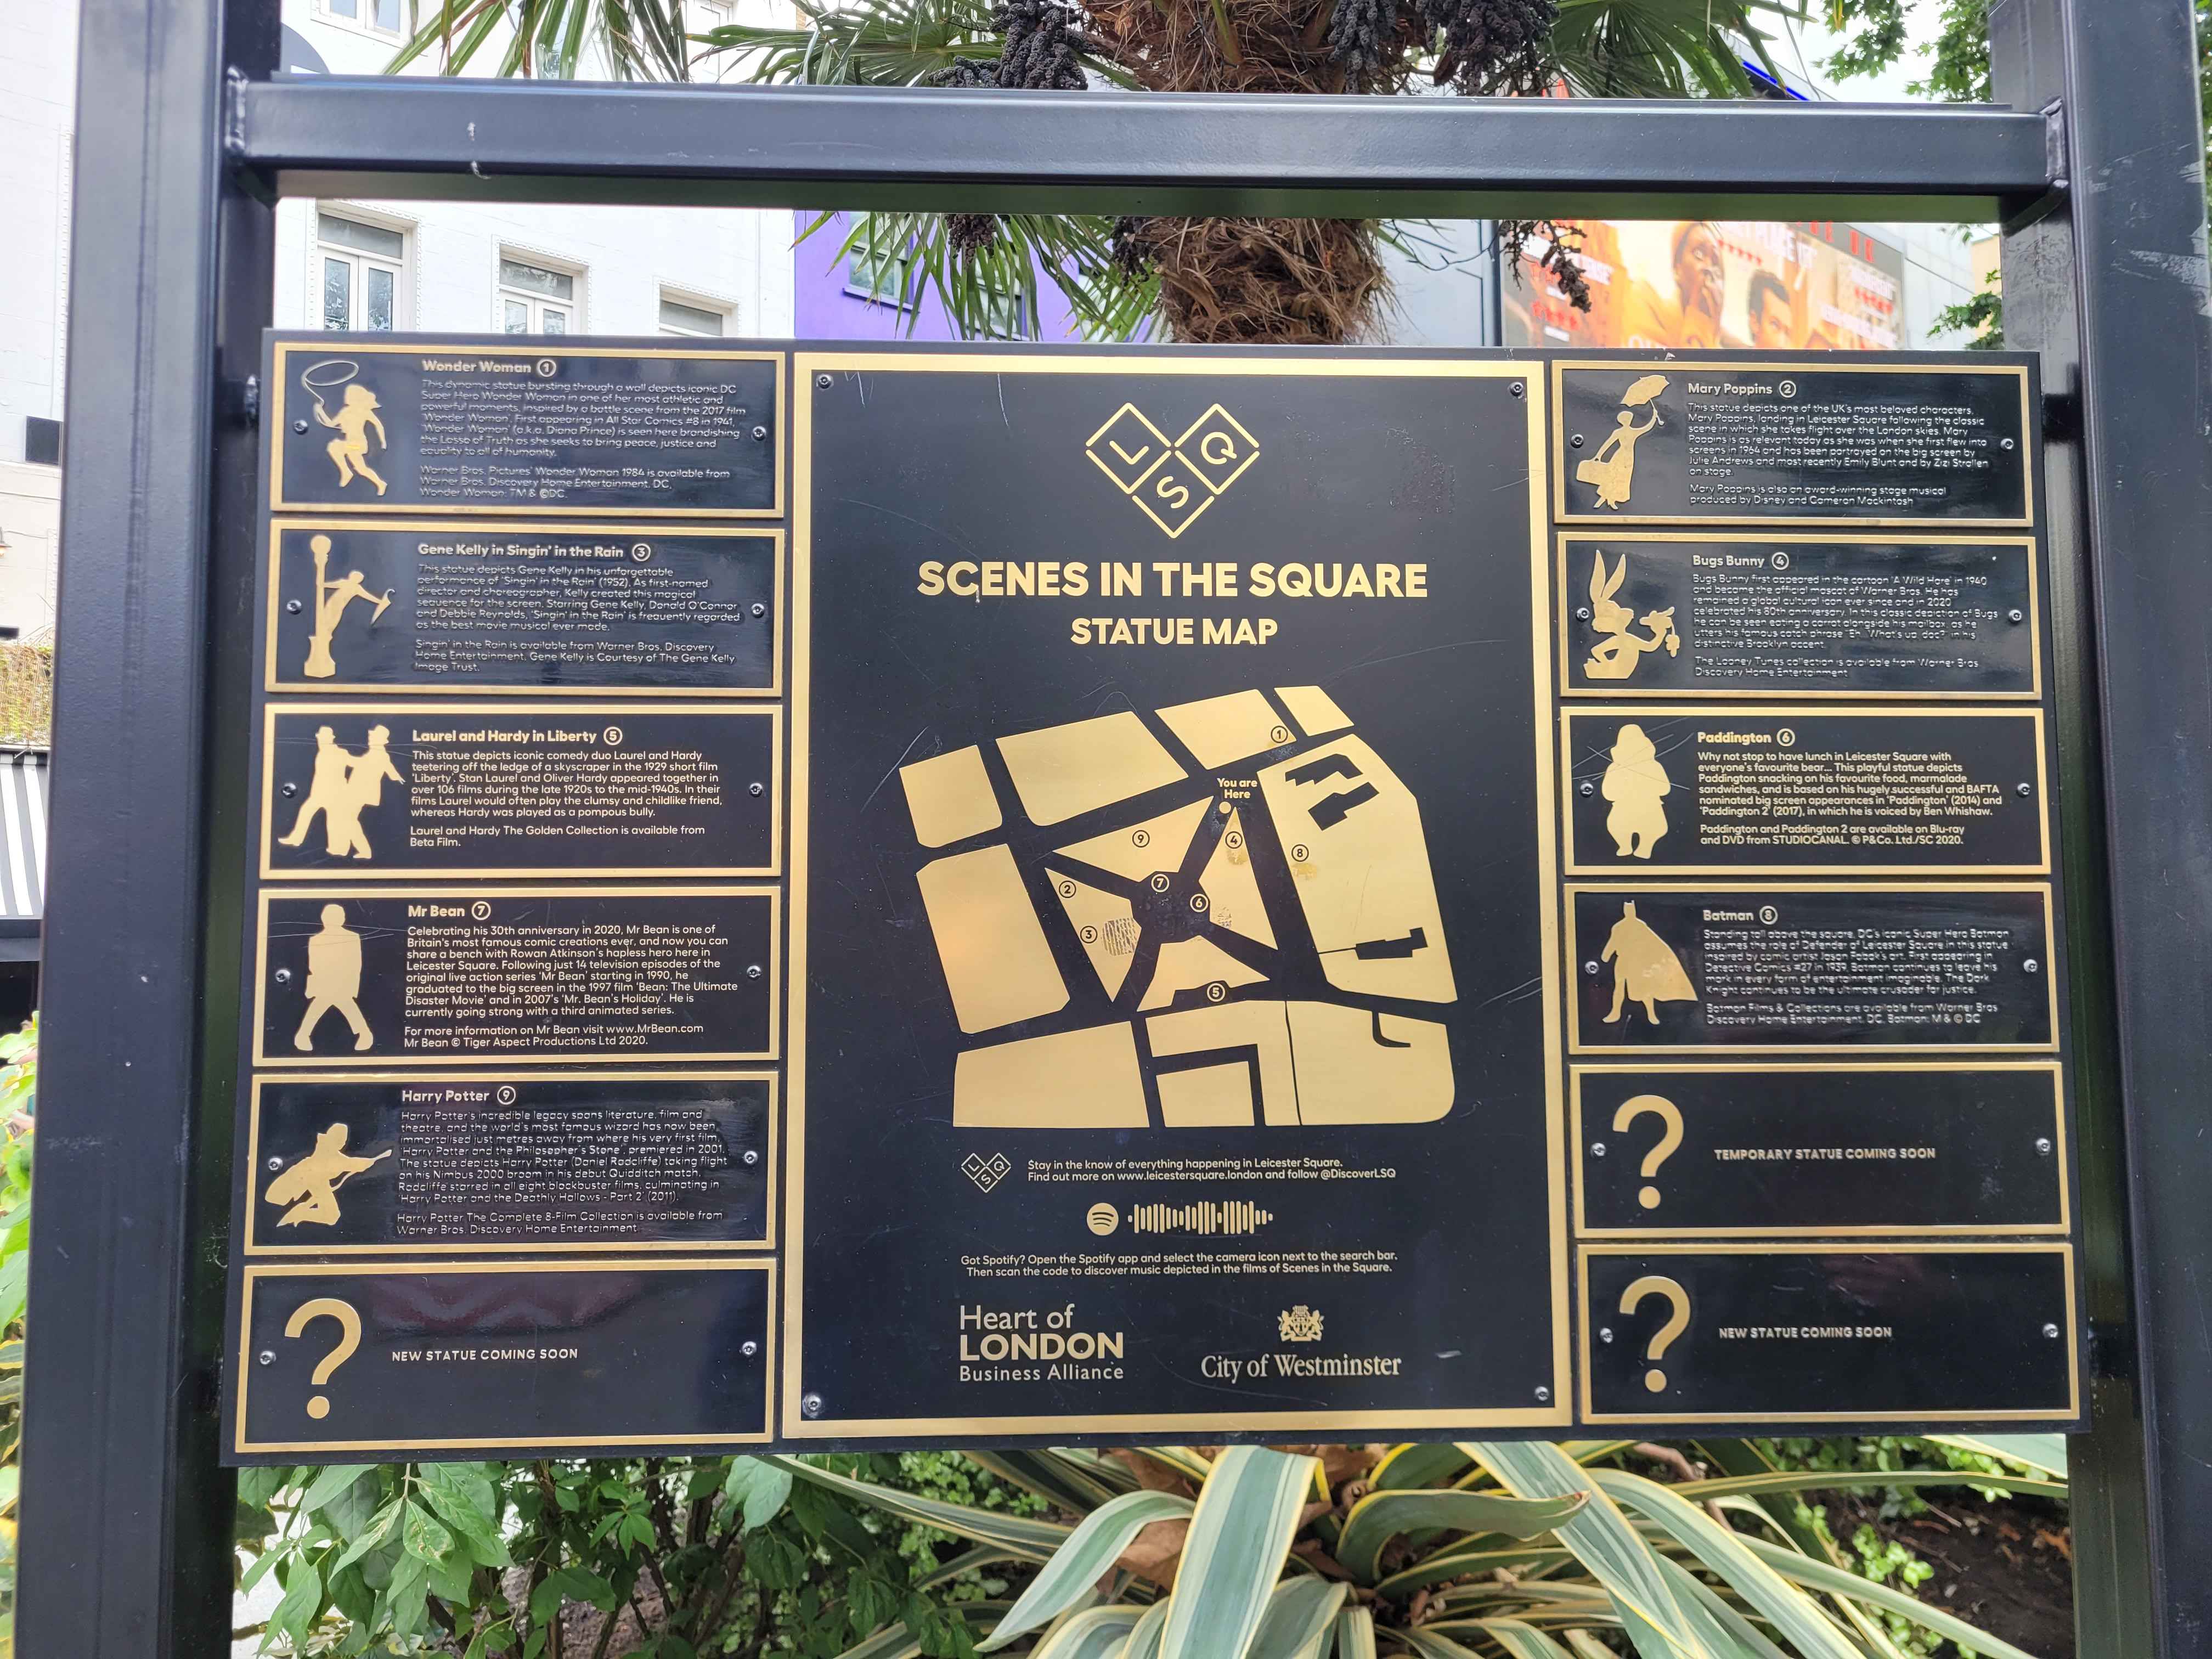 Wonder Woman 1
This dynamic statue bursting through a wall depicts iconic DC
Super Hero Wonder Woman in one of her most athletic and
powerful moments, inspired by a battle scene from the 2017 film
'Wonder Woman'. First appearing in All Star Comics #8 in 1941,
'Wonder Woman' (a.k.a. Diana Prince) is seen here brandishing
the Lasso of Truth as she seeks to bring peace, justice and
equality to all of humanity.
Warner Bros. Pictures' Wonder Woman 1984 is available from
Warner Bros. Discovery Home Entertainment. DC,
Wonder Woman: TM & © DC.
Gene Kelly in Singin' in the Rain 3
This statue depicts Gene Kelly in his unforgettable
performance of 'Singin' in the Rain' (1952). As first-named
director and choreographer, Kelly created this magical
sequence for the screen. Starring Gene Kelly, Donald O'Connor
and Debbie Reynolds, 'Singin' in the Rain' is frequently regarded
as the best movie musical ever made.
Singin' in the Rain is available from Warner Bros. Discovery
Home Entertainment. Gene Kelly is Courtesy of The Gene Kelly
Image Trust.
Laurel and Hardy in Liberty 5
This statue depicts iconic comedy duo Laurel and Hardy
teetering off the ledge of a skyscraper in the 1929 short film
'Liberty'. Stan Laurel and Oliver Hardy appeared together in
over 106 films during the late 1920s to the mid-1940s. In their
films Laurel would often play the clumsy and childlike friend,
whereas Hardy was played as a pompous bully.
Laurel and Hardy The Golden Collection is available from
Beta Film.
Mr Bean 7
Celebrating his 30th anniversary in 2020, Mr Bean is one of
Britain's most famous comic creations ever, and now you can
share a bench with Rowan Atkinson's hapless hero here in
Leicester Square. Following just 14 television episodes of the
original live action series 'Mr Bean' starting in 1990, he
graduated to the big screen in the 1997 film 'Bean: The Ultimate
Disaster Movie' and in 2007's 'Mr. Bean's Holiday'. He is
currently going strong with a third animated series.
For more information on Mr Bean visit www.MrBean.com
Mr Bean © Tiger Aspect Productions Ltd 2020.
Harry Potter 9
Harry Potter's incredible legacy spans literature, film and
theatre, and the world's most famous wizard has now been
immortalised just metres away from where his very first film,
'Harry Potter and the Philosopher's Stone', premiered in 2001.
The statue depicts Harry Potter (Daniel Radcliffe) taking flight
on his Nimbus 2000 broom in his debut Quidditch match.
Radcliffe starred in all eight blockbuster films, culminating in
'Harry Potter and the Deathly Hallows - Part 2' (2011).
Harry Potter The Complete 8-Film Collection is available from
Warner Bros. Discovery Home Entertainment
?
NEW STATUE COMING SOON
L S Q
SCENES IN THE SQUARE
STATUE MAP
1
You are
Here
9
4
8
2
7
6
3
5
L S Q
Stay in the know of everything happening in Leicester Square.
Find out more on www.leicestersquare.london and follow @DiscoverLSQ
Got Spotify? Open the Spotify app and select the camera icon next to the search bar.
Then scan the code to discover music depicted in the films of Scenes in the Square.
Heart of
LONDON
Business Alliance
City of Westminster
Mary Poppins 2
This statue depicts one of the UK's most beloved characters,
Mary Poppins, landing in Leicester Square following the classic
scene in which she takes flight over the London skies. Mary
Poppins is as relevant today as she was when she first flew into
screens in 1964 and has been portrayed on the big screen by
Julie Andrews and most recently Emily Blunt and by Zizi Strallen
on stage.
Mary Poppins is also an award-winning stage musical
produced by Disney and Cameron Mackintosh
Bugs Bunny 4
Bugs Bunny first appeared in the cartoon 'A Wild Hare' in 1940
and became the official mascot of Warner Bros. He has
remained a global cultural icon ever since and in 2020
celebrated his 80th anniversary. In this classic depiction of Bugs
he can be seen eating a carrot alongside his mailbox, as he
utters his famous catch phrase "Eh...What's up, doc?" in his
distinctive Brooklyn accent.
The Looney Tunes collection is available from Warner Bros
Discovery Home Entertainment
Paddington 6
Why not stop to have lunch in Leicester Square with
everyone's favourite bear... This playful statue depicts
Paddington snacking on his favourite food, marmalade
sandwiches, and is based on his hugely successful and BAFTA
nominated big screen appearances in 'Paddington' (2014) and
'Paddington 2' (2017), in which he is voiced by Ben Whishaw.
Paddington and Paddington 2 are available on Blu-ray
and DVD from STUDIOCANAL. © P&Co. Ltd./SC 2020.
Batman 8
Standing tall above the square, DC's iconic Super Hero Batman
assumes the role of Defender of Leicester Square in this statue
inspired by comic artist Jason Fabok's art. First appearing in
Detective Comics #27 in 1939, Batman continues to leave his
mark in every form of entertainment imaginable. The Dark
Knight continues to be the ultimate crusader for justice.
Batman Films & Collections are available from Warner Bros
Discovery Home Entertainment. DC, Batman: M & © DC
?
TEMPORARY STATUE COMING SOON
?
NEW STATUE COMING SOON